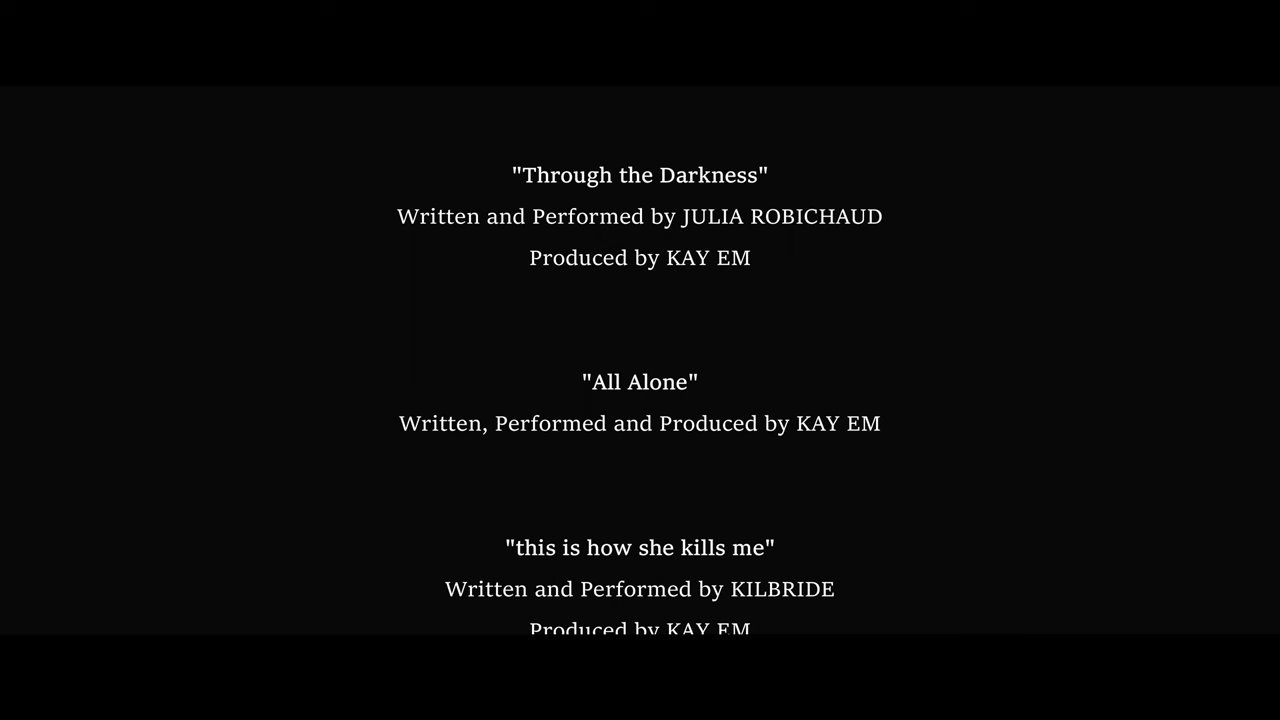 "Through the Darkness"
Written and Performed by JULIA ROBICHAUD
Produced by KAY EM
"All Alone"
Written, Performed and Produced by KAY EM
"this is how she kills me"
Written and Performed by KILBRIDE
Produced by KAY EM